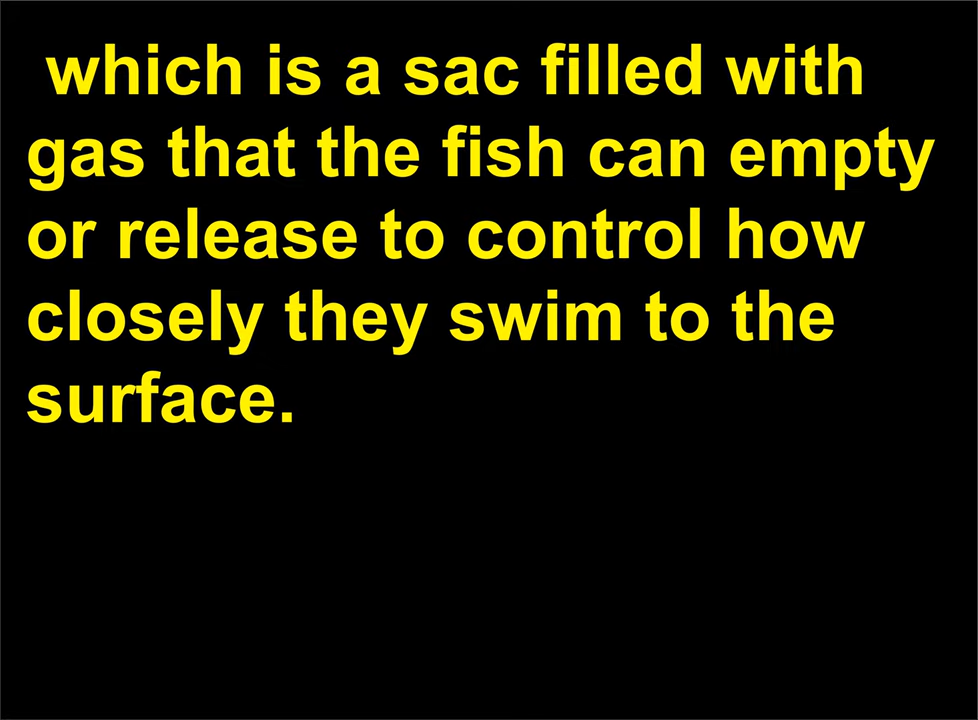 which is a sac filled with
gas that the fish can empty
or release to control how
closely they swim to the
surface.